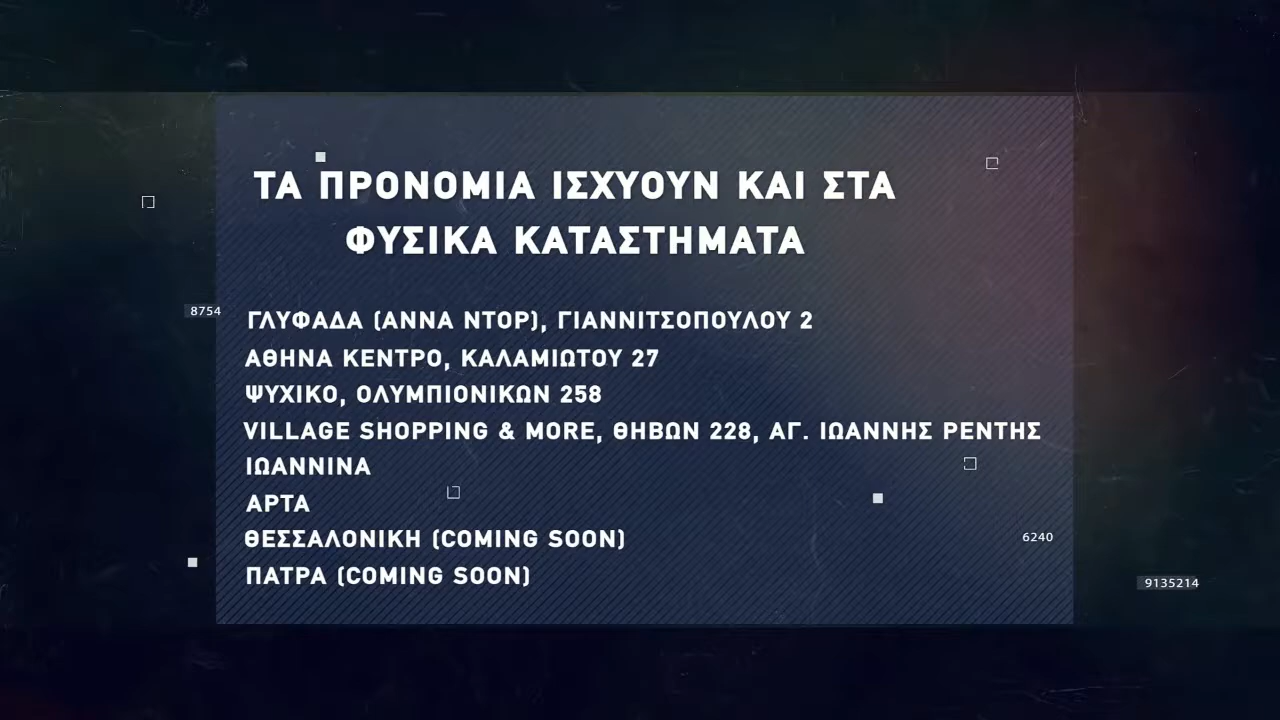 ΤΑ ΠΡΟΝΟΜΙΑ ΙΣΧΥΟΥΝ ΚΑΙ ΣΤΑ
ΦΥΣΙΚΑ ΚΑΤΑΣΤΗΜΑΤΑ
8754
ΓΛΥΦΑΔΑ (ΑΝΝΑ ΝΤΟΡ), ΓΙΑΝΝΙΤΣΟΠΟΥΛΟΥ 2
ΑΘΗΝΑ ΚΕΝΤΡΟ, ΚΑΛΑΜΙΩΤΟΥ 27
ΨΥΧΙΚΟ, ΟΛΥΜΠΙΟΝΙΚΩΝ 258
VILLAGE SHOPPING & MORE, ΘΗΒΩΝ 228, ΑΓ. ΙΩΑΝΝΗΣ ΡΕΝΤΗΣ
ΙΩΑΝΝΙΝΑ
ΑΡΤΑ
ΘΕΣΣΑΛΟΝΙΚΗ (COMING SOON)
6240
ΠΑΤΡΑ (COMING SOON)
9135214